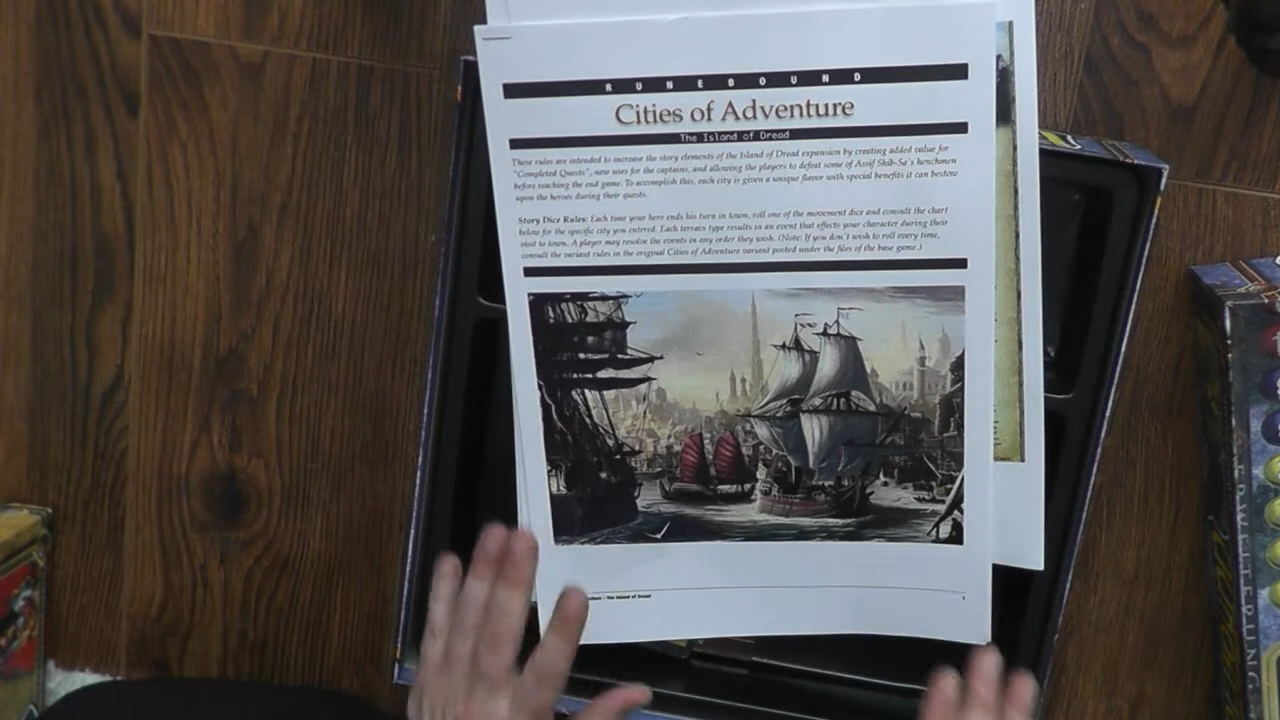 RUNEBOUND
Cities of Adventure
The Island of Dread
These rules are intended to increase the story elements of the Island of Dread expansion by creating added value for
"Completed Quests", new uses for the captains, and allowing the players to defeat some of Assif Shib-Sa's henchmen
before reaching the end game. To accomplish this, each city is given a unique flavor with special benefits it can bestow
upon the heroes during their quests.
Story Dice Rules: Each time your hero ends his turn in town, roll one of the movement dice and consult the chart
below for the specific city you entered. Each terrain type results in an event that effects your character during their
visit to town. A player may resolve the events in any order they wish. (Note: If you don't wish to roll every time,
consult the variant rules in the original Cities of Adventure variant posted under the files of the base game.)
The Island of Dread
ERWEITERUNG